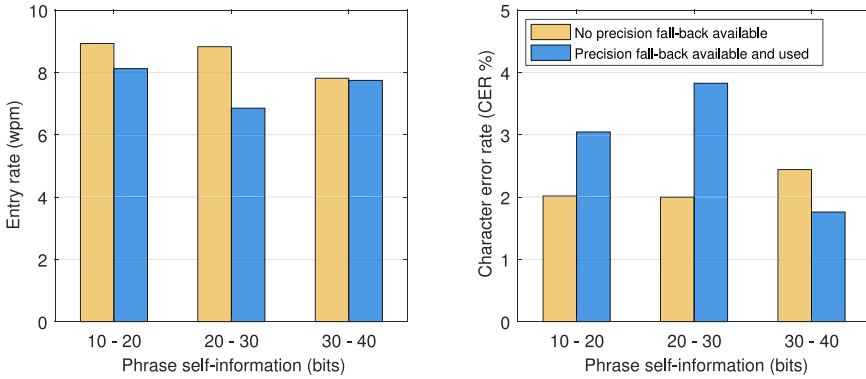 Entry rate (wpm)
10
8
6
4
2
0
10 - 20
20 - 30
30 - 40
Phrase self-information (bits)
Character error rate (CER %)
5
4
3
2
1
0
No precision fall-back available
Precision fall-back available and used
10 - 20
20 - 30
30 - 40
Phrase self-information (bits)